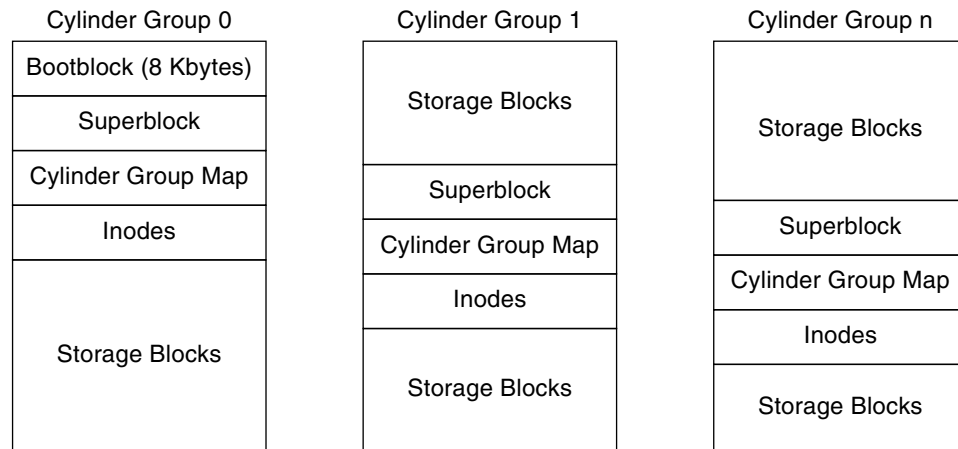 Cylinder Group 0
Bootblock (8 Kbytes)
Superblock
Cylinder Group Map
Inodes
Storage Blocks
Cylinder Group 1
Storage Blocks
Superblock
Cylinder Group Map
Inodes
Storage Blocks
Cylinder Group n
Storage Blocks
Superblock
Cylinder Group Map
Inodes
Storage Blocks